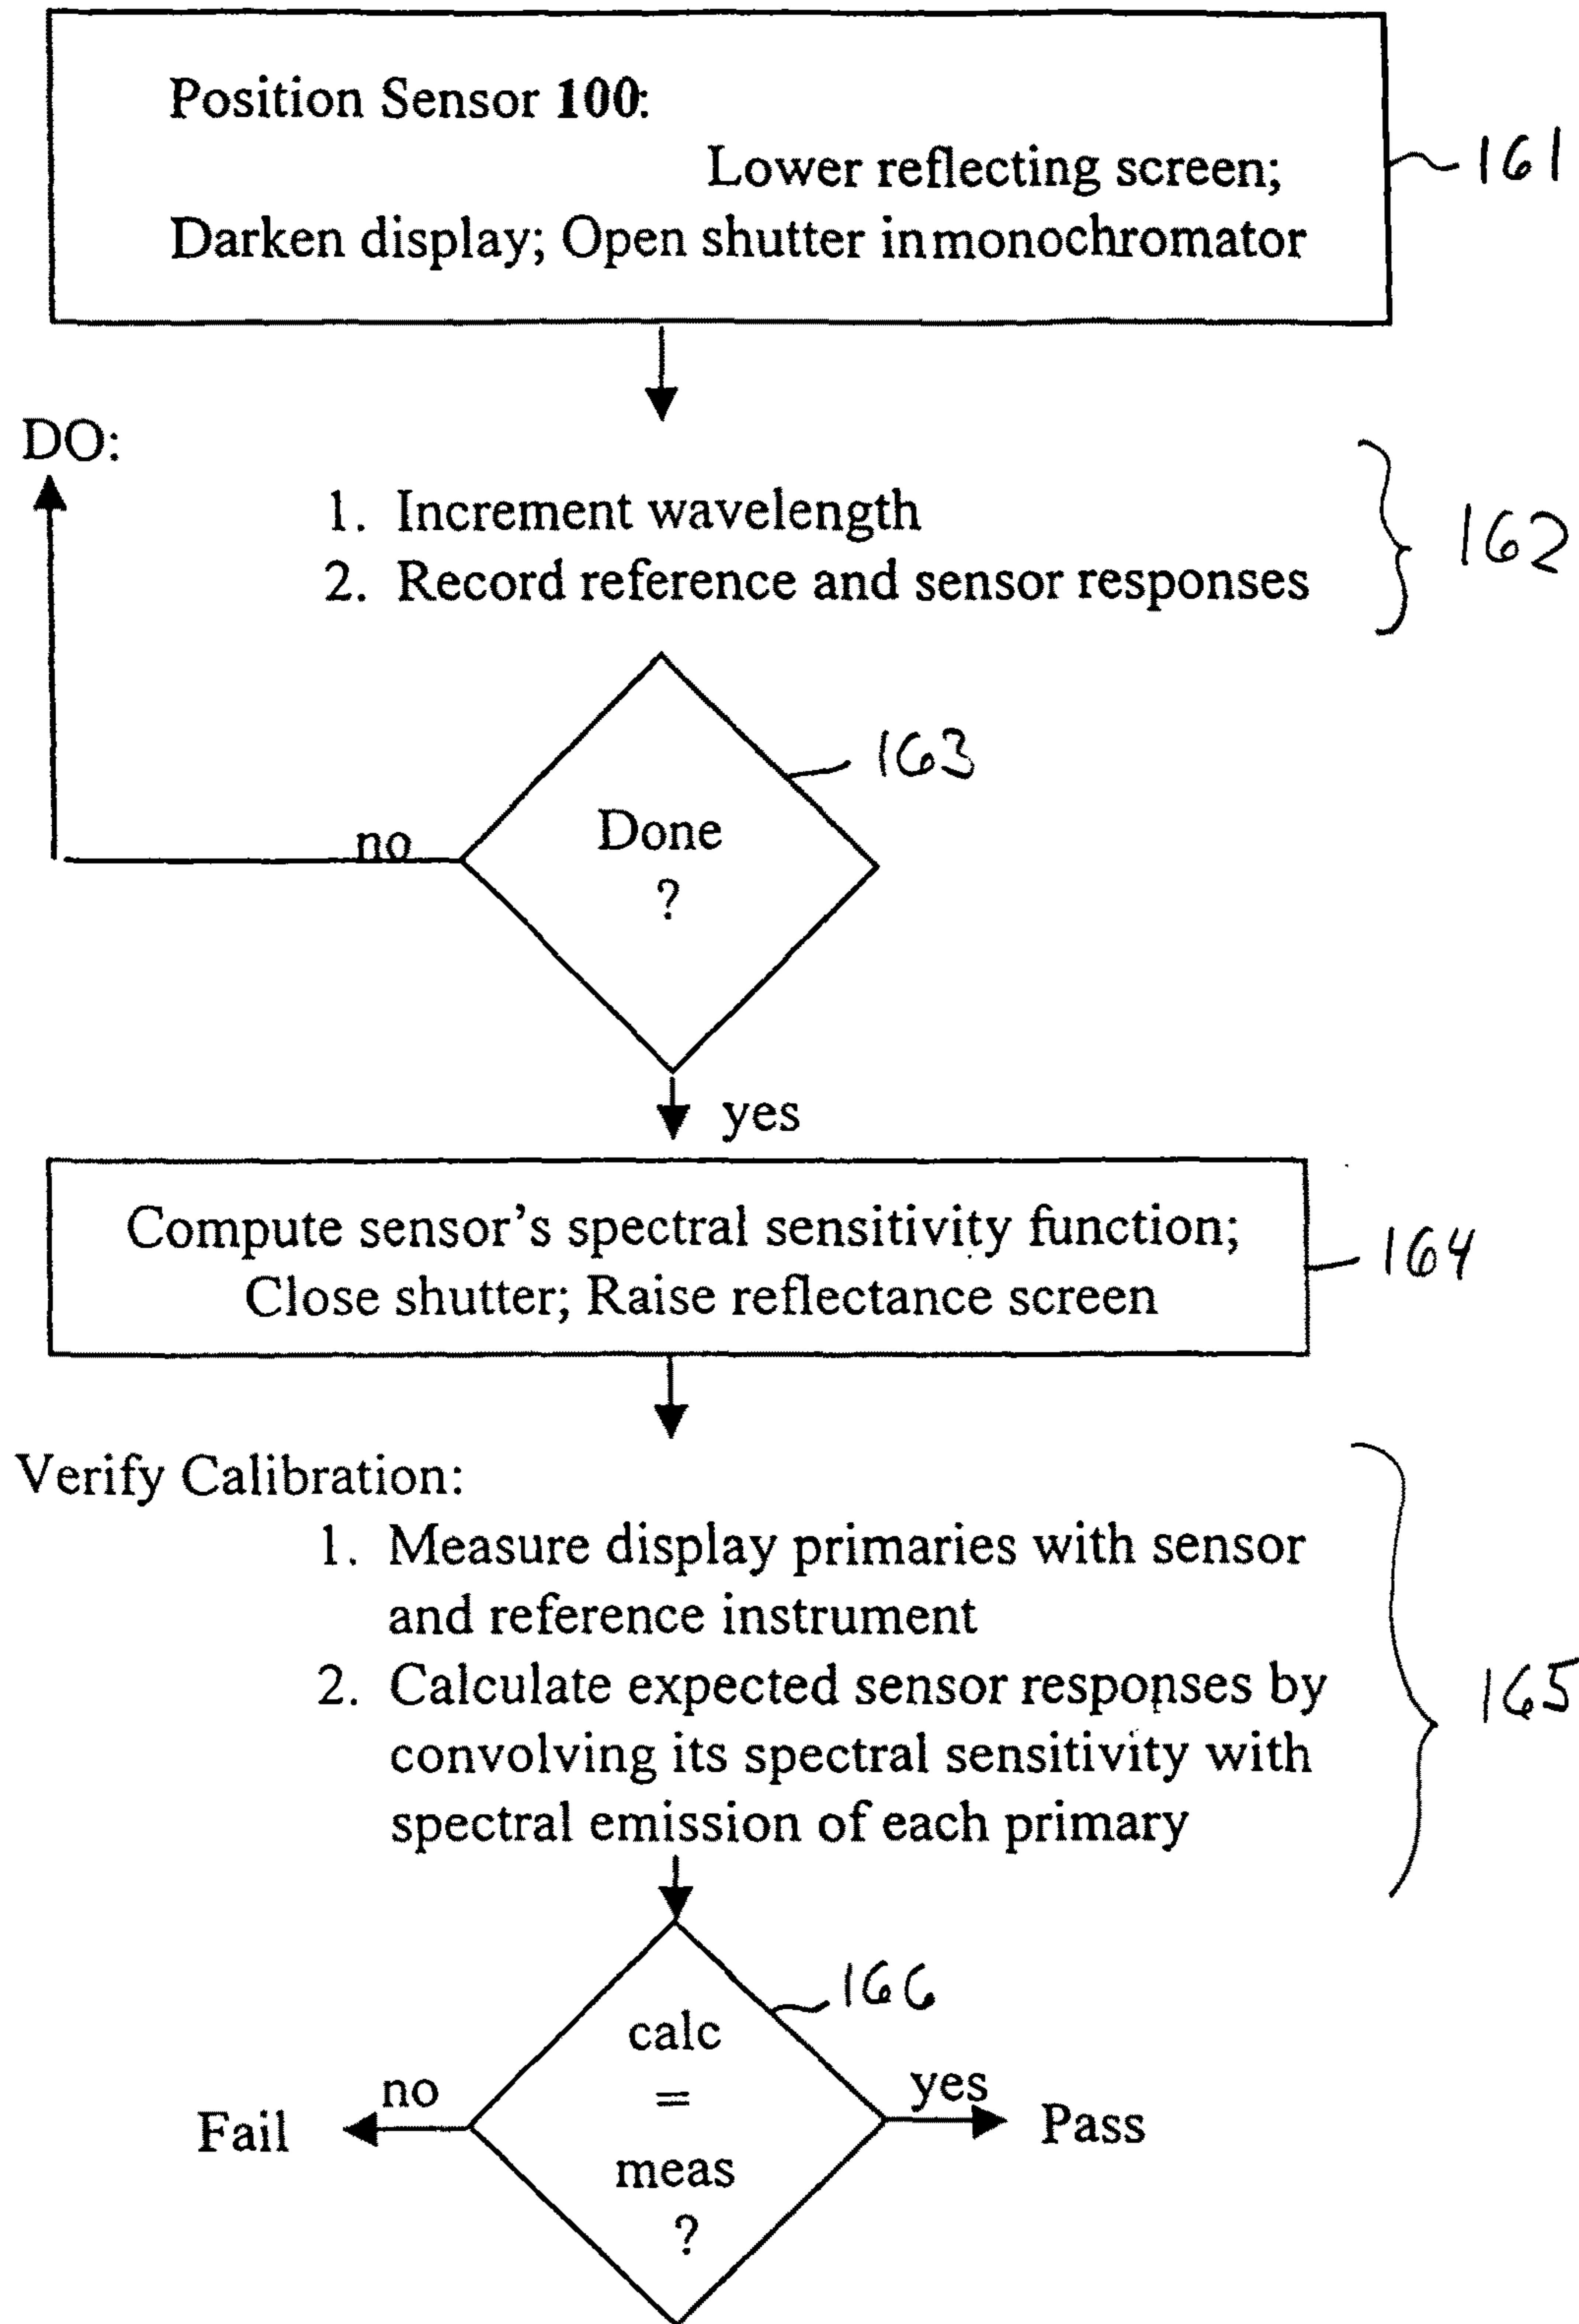 Position Sensor 100:
Lower reflecting screen;
Darken display; Open shutter inmonochromator
161
DO:
1. Increment wavelength
2. Record reference and sensor responses
162
163
Done
?
no
yes
Compute sensor's spectral sensitivity function;
Close shutter; Raise reflectance screen
164
Verify Calibration:
1. Measure display primaries with sensor
and reference instrument
2. Calculate expected sensor responses by
convolving its spectral sensitivity with
spectral emission of each primary
165
166
calc
=
meas
?
no
Fail
yes
Pass